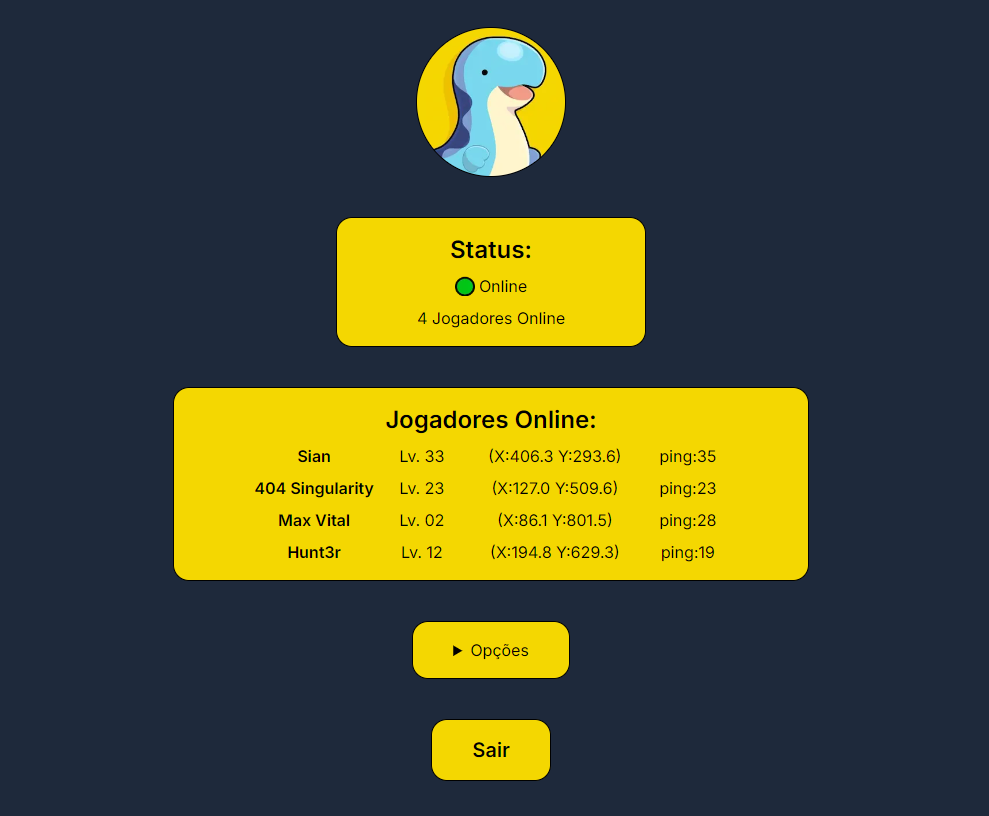 Status:
Online
4 Jogadores Online
Jogadores Online:
Sian Lv. 33 (X:406.3 Y:293.6) ping:35
404 Singularity Lv. 23 (X:127.0 Y:509.6) ping:23
Max Vital Lv. 02 (X:86.1 Y:801.5) ping:28
Hunt3r Lv. 12 (X:194.8 Y:629.3) ping:19
Opções
Sair